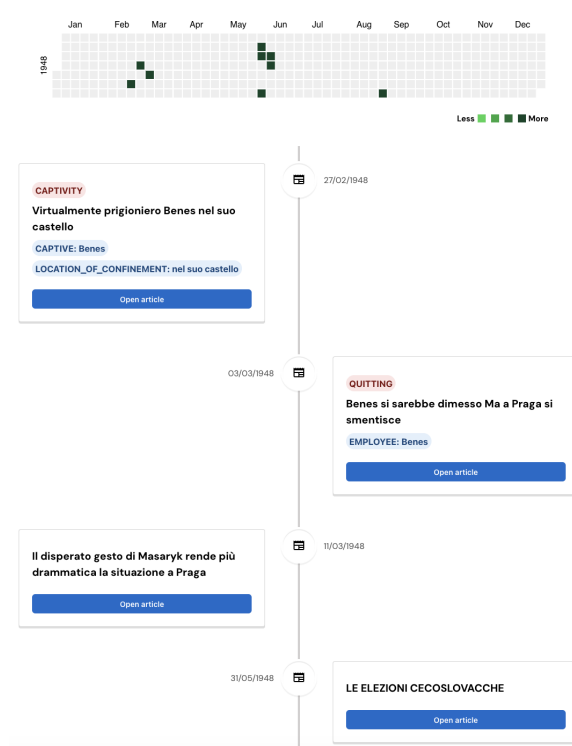 Jan Feb Mar Apr May Jun Jul Aug Sep Oct Nov Dec
1948
Less More
27/02/1948
CAPTIVITY
Virtualmente prigioniero Benes nel suo
castello
CAPTIVE: Benes
LOCATION_OF_CONFINEMENT: nel suo castello
Open article
03/03/1948
QUITTING
Benes si sarebbe dimesso Ma a Praga si
smentisce
EMPLOYEE: Benes
Open article
11/03/1948
Il disperato gesto di Masaryk rende più
drammatica la situazione a Praga
Open article
31/05/1948
LE ELEZIONI CECOSLOVACCHE
Open article